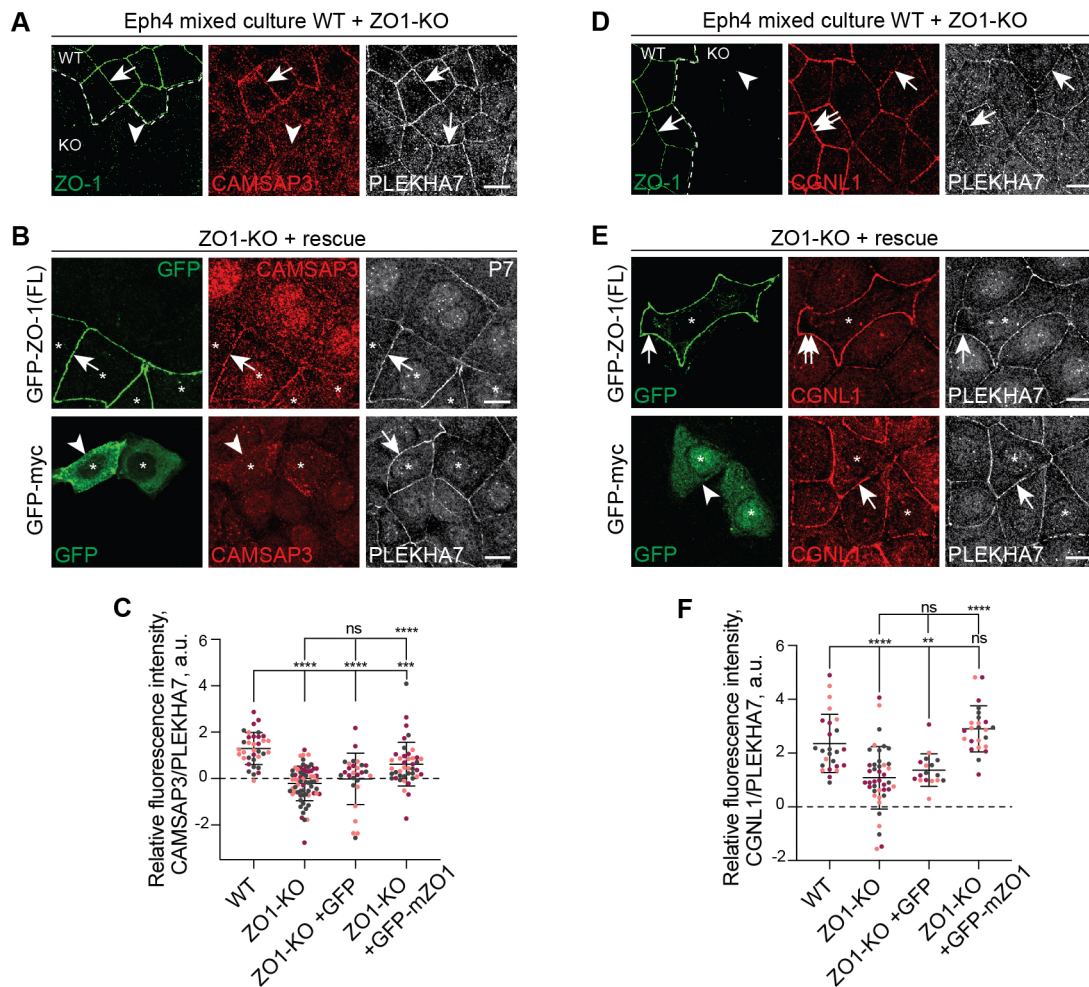 A
Eph4 mixed culture WT + ZO1-KO
WT
KO
ZO-1
CAMSAP3
PLEKHA7
B
ZO1-KO + rescue
GFP-ZO-1(FL)
GFP
CAMSAP3
P7
*
*
*
*
*
*
*
*
*
*
*
*
GFP-myc
GFP
*
*
CAMSAP3
*
*
PLEKHA7
*
*
C
Relative fluorescence intensity,
CAMSAP3/PLEKHA7, a.u.
6
4
2
0
-2
ns
****
****
****
***
WT
ZO1-KO
ZO1-KO +GFP
ZO1-KO
+GFP-mZO1
D
Eph4 mixed culture WT + ZO1-KO
WT
KO
ZO-1
CGNL1
PLEKHA7
E
ZO1-KO + rescue
GFP-ZO-1(FL)
*
GFP
*
CGNL1
*
PLEKHA7
GFP-myc
*
*
GFP
*
*
CGNL1
*
*
PLEKHA7
F
Relative fluorescence intensity,
CGNL1/PLEKHA7, a.u.
6
4
2
0
-2
ns
****
****
**
ns
WT
ZO1-KO
ZO1-KO +GFP
ZO1-KO
+GFP-mZO1